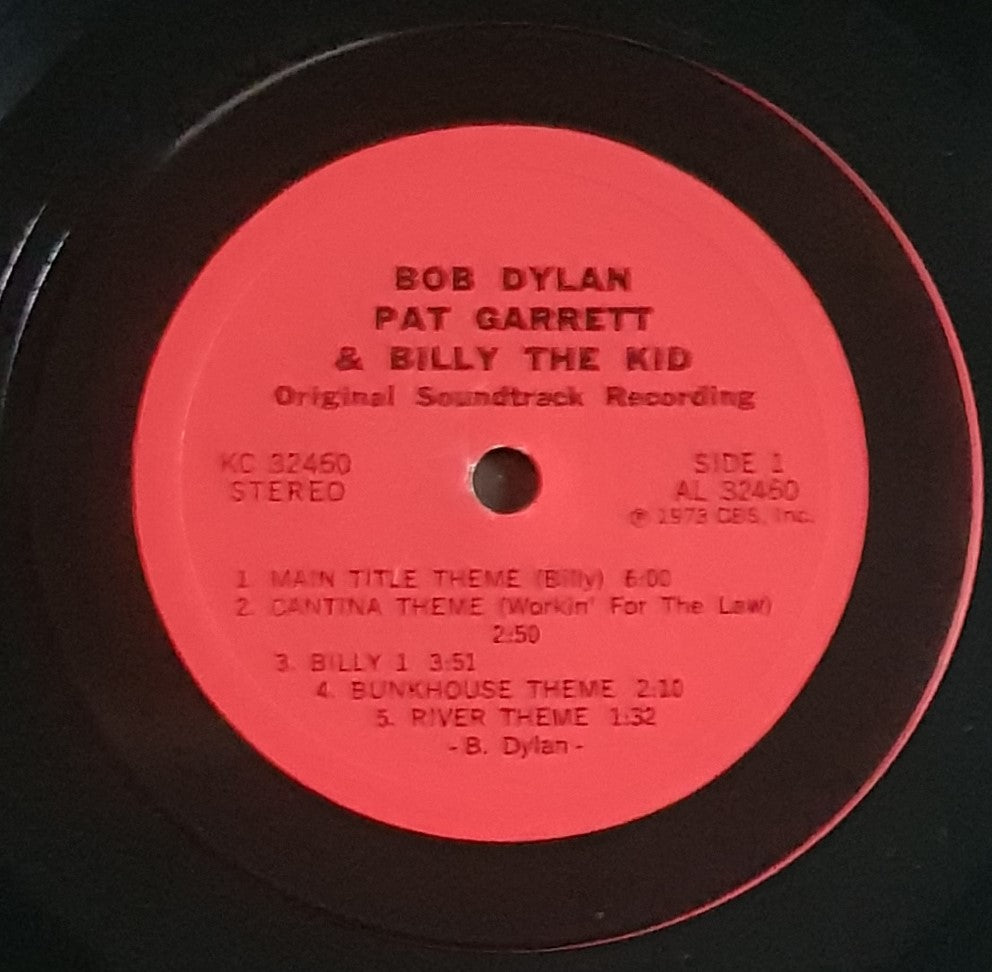 BOB DYLAN
PAT GARRETT
& BILLY THE KID
Original Soundtrack Recording
KC 32460
STEREO
SIDE 1
AL 32460
℗ 1973 CBS, Inc.
1. MAIN TITLE THEME (Billy) 6:00
2. CANTINA THEME (Workin' For The Law)
2:50
3. BILLY 1 3:51
4. BUNKHOUSE THEME 2:10
5. RIVER THEME 1:32
- B. Dylan -